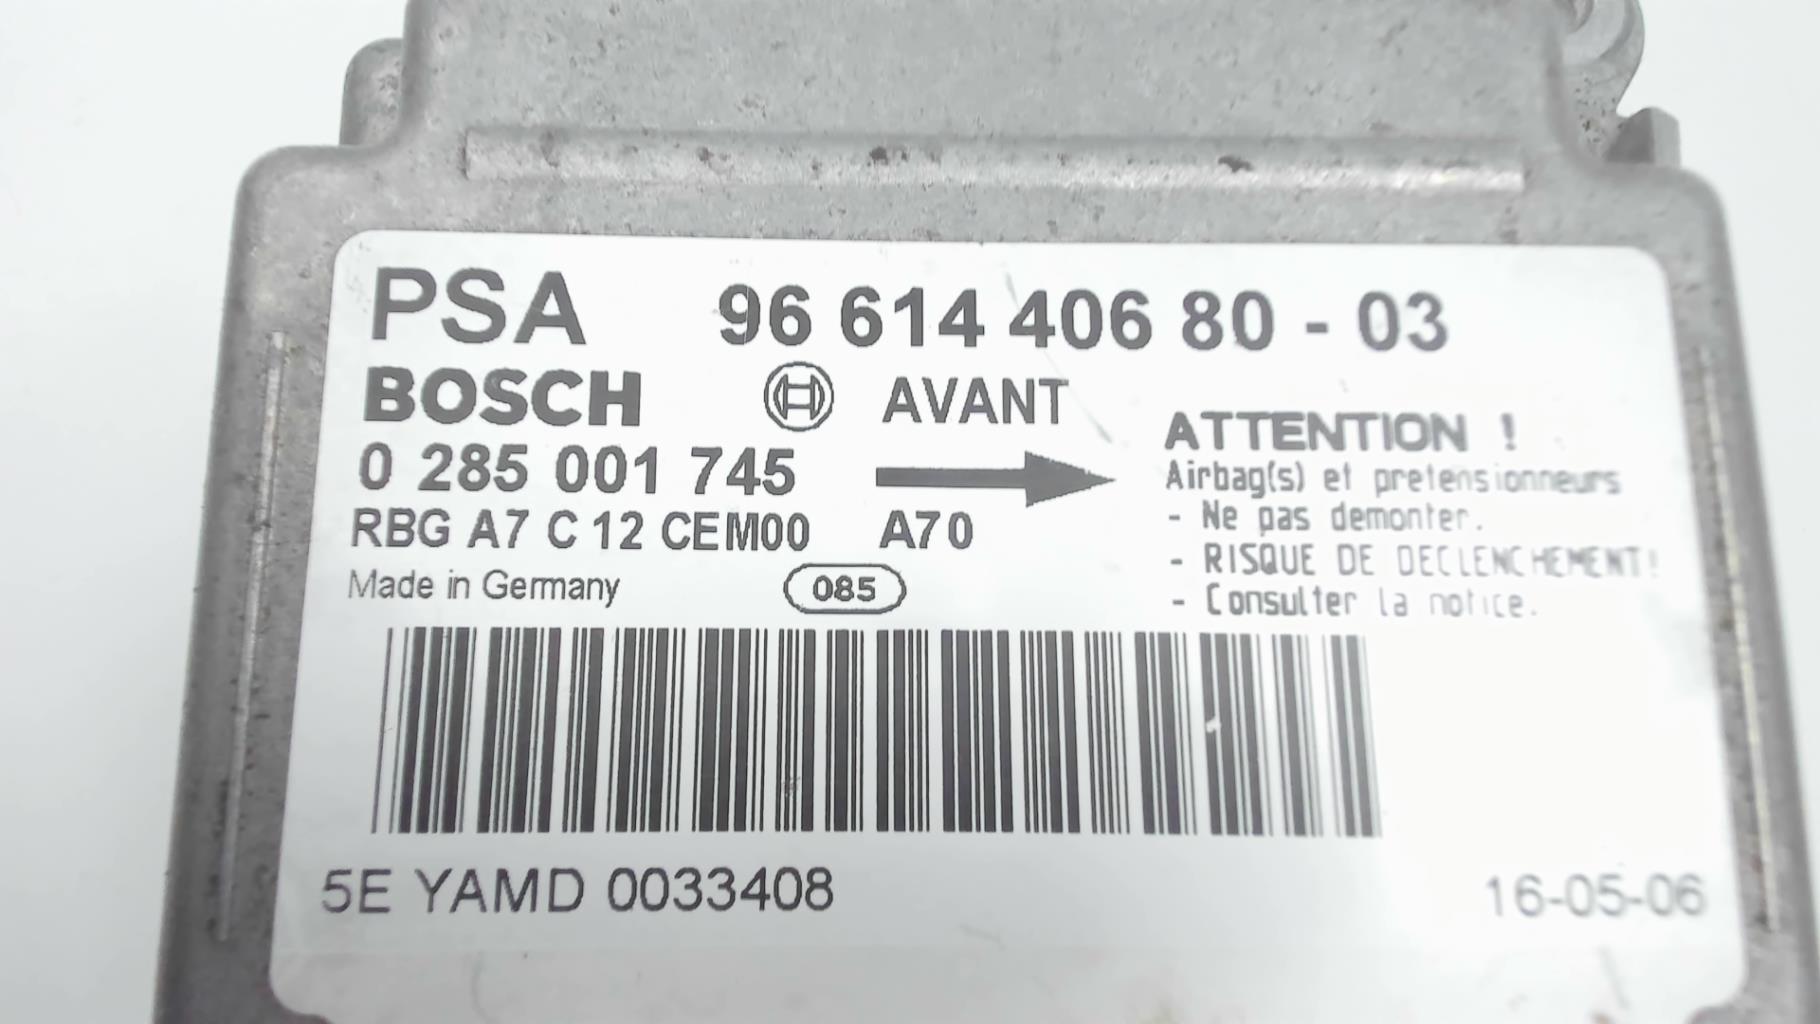 PSA 96 614 406 80 - 03
BOSCH AVANT
0 285 001 745
RBG A7 C 12 CEM00 A70
Made in Germany 085
ATTENTION !
Airbag(s) et pretensionneurs
- Ne pas demonter.
- RISQUE DE DECLENCHEMENT!
- Consulter la notice.
5E YAMD 0033408 16-05-06